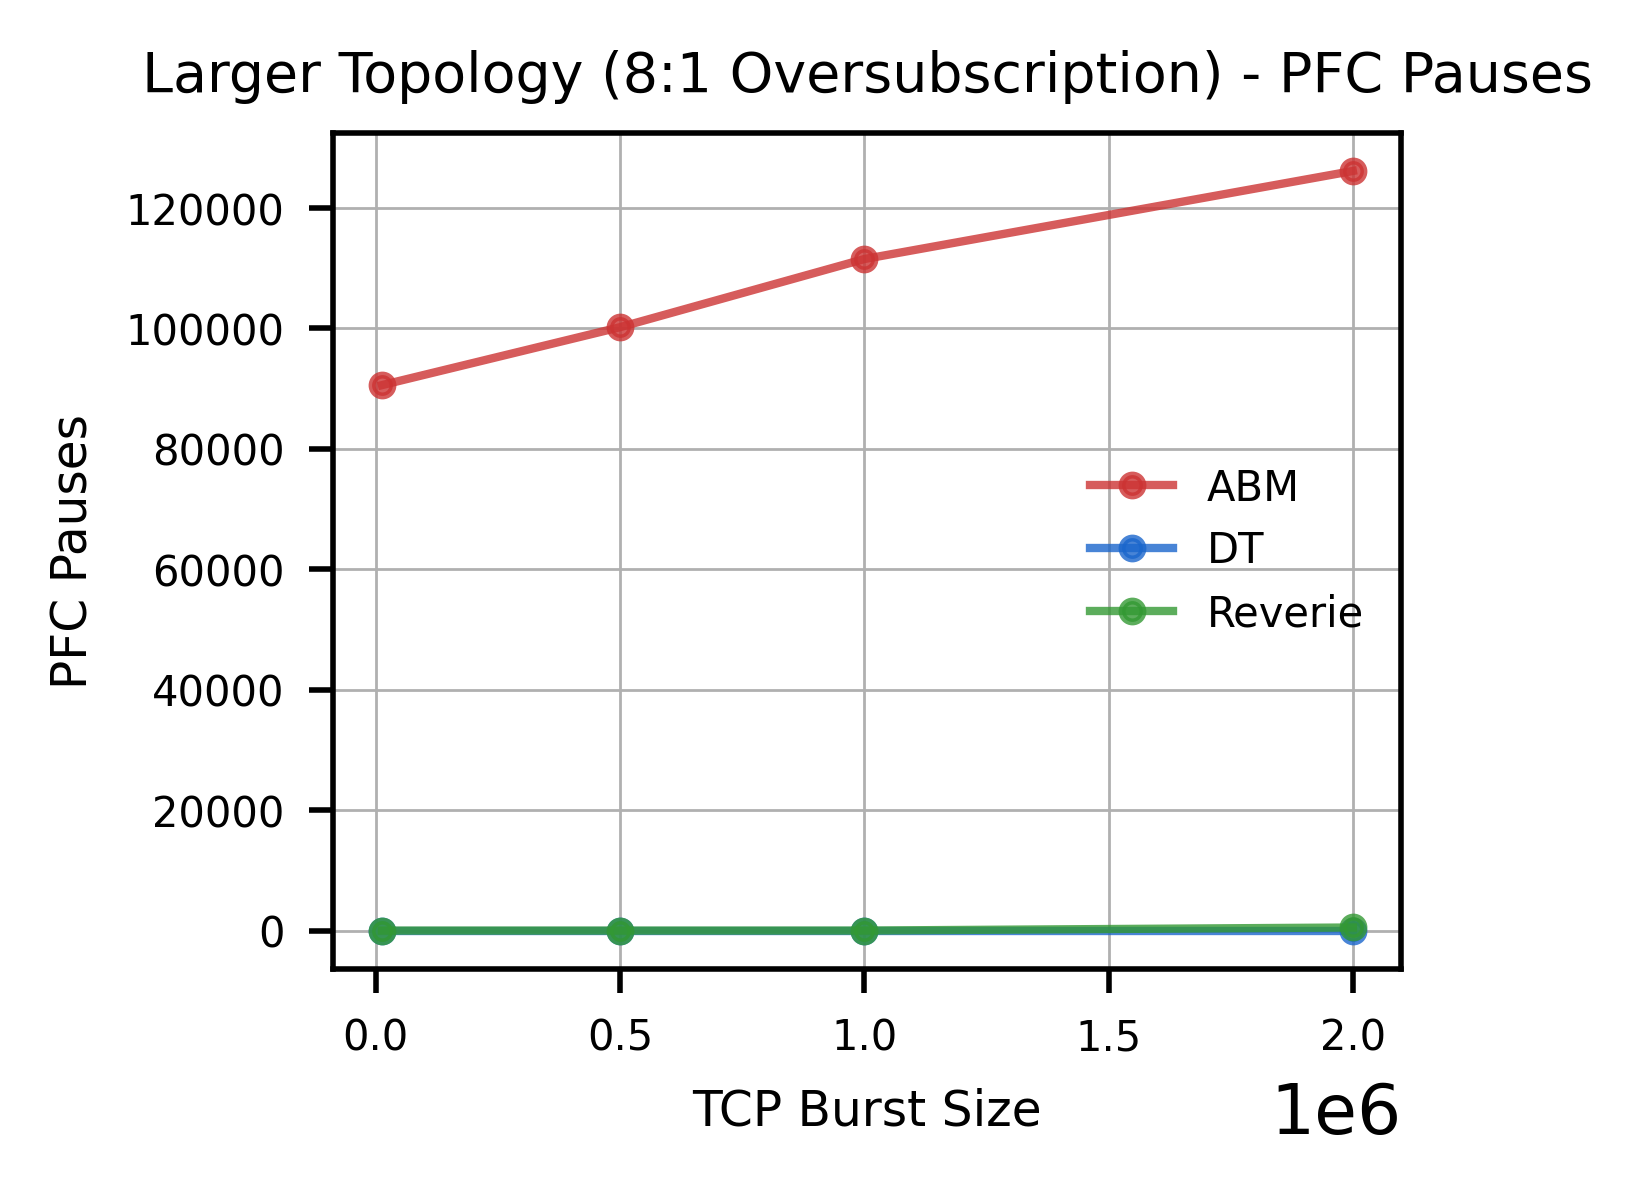 Larger Topology (8:1 Oversubscription) - PFC Pauses
PFC Pauses
120000
100000
80000
60000
40000
20000
0
ABM
DT
Reverie
0.0 0.5 1.0 1.5 2.0
TCP Burst Size
1e6